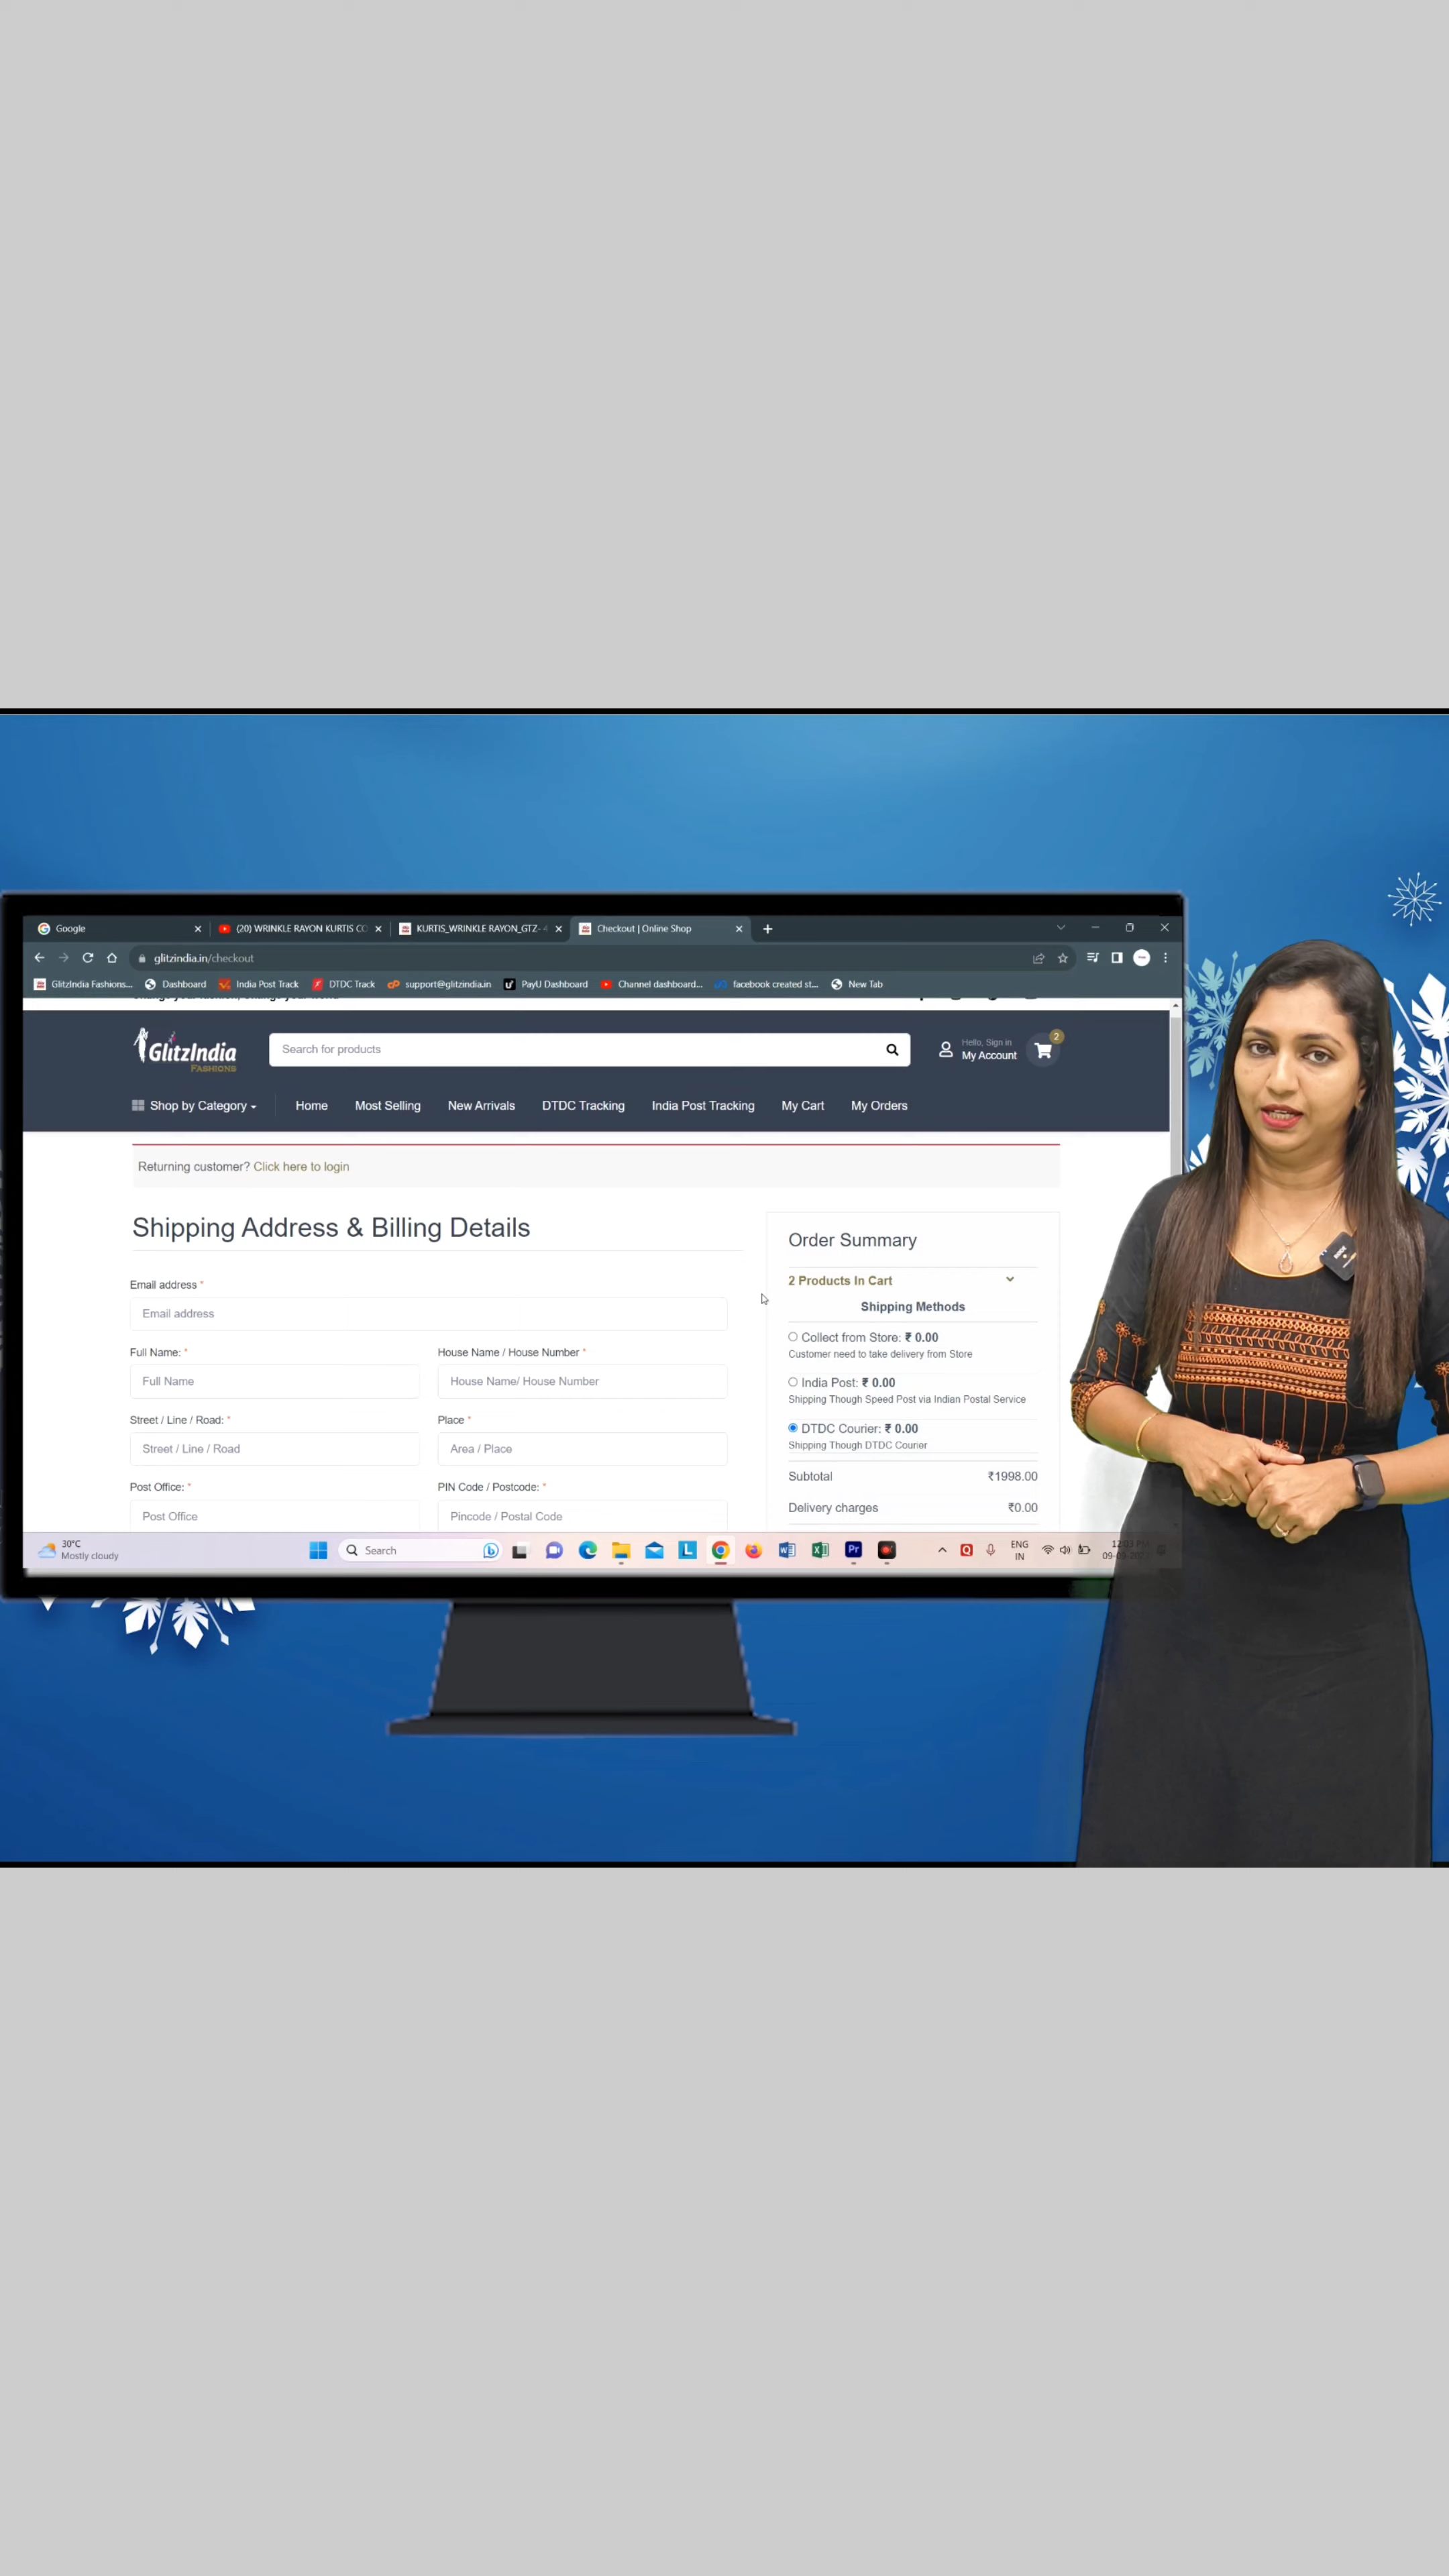 Google
(20) WRINKLE RAYON KURTIS CO
KURTIS_WRINKLE RAYON_GTZ- 4
Checkout | Online Shop
glitzindia.in/checkout
GlitzIndia Fashions...
Dashboard
India Post Track
DTDC Track
support@glitzindia.in
PayU Dashboard
Channel dashboard...
facebook created st...
New Tab
GlitzIndia
FASHIONS
Search for products
Hello, Sign in
My Account
2
Shop by Category
Home
Most Selling
New Arrivals
DTDC Tracking
India Post Tracking
My Cart
My Orders
Returning customer? Click here to login
Shipping Address & Billing Details
Email address *
Email address
Full Name: *
House Name / House Number *
Full Name
House Name/ House Number
Street / Line / Road: *
Place *
Street / Line / Road
Area / Place
Post Office: *
PIN Code / Postcode: *
Post Office
Pincode / Postal Code
Order Summary
2 Products In Cart
Shipping Methods
Collect from Store: ₹ 0.00
Customer need to take delivery from Store
India Post: ₹ 0.00
Shipping Though Speed Post via Indian Postal Service
DTDC Courier: ₹ 0.00
Shipping Though DTDC Courier
Subtotal ₹1998.00
Delivery charges ₹0.00
30°C
Mostly cloudy
Search
ENG
IN